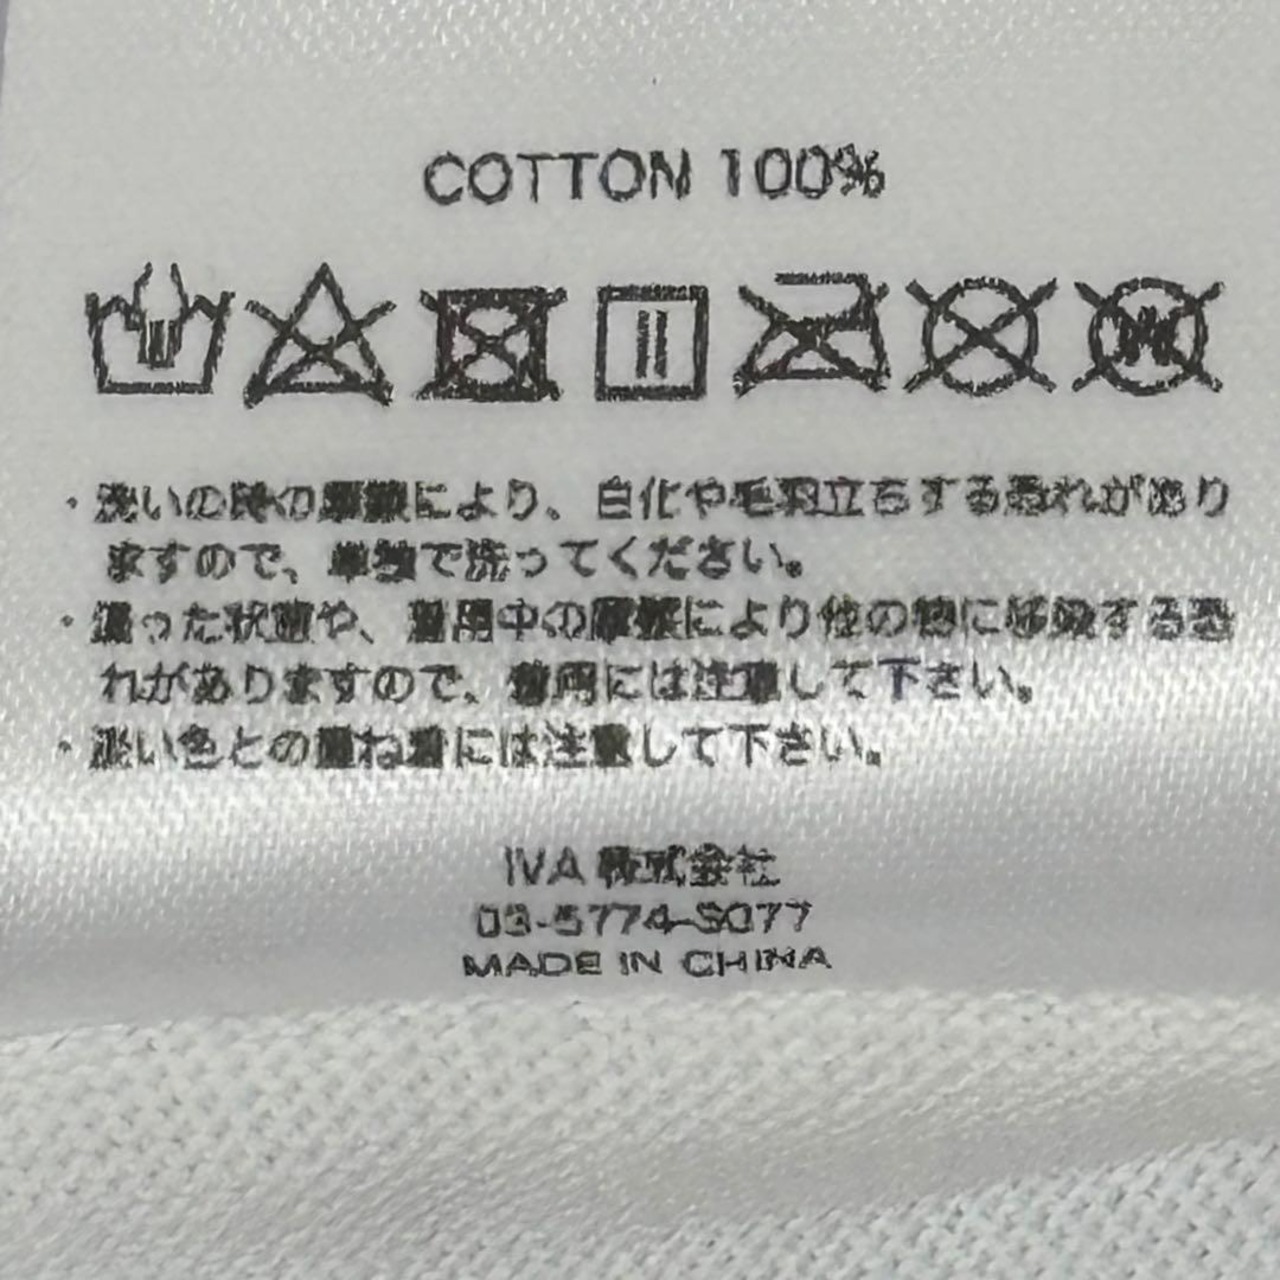 COTTON 100%
・洗いの時の摩擦により、白化や毛羽立ちする恐れがあり
ますので、単独で洗ってください。
・湿った状態や、着用中の摩擦により他の物に移染する恐
れがありますので、着用には注意して下さい。
・淡い色との重ね着には注意して下さい。
IVA 株式会社
03-5774-5077
MADE IN CHINA